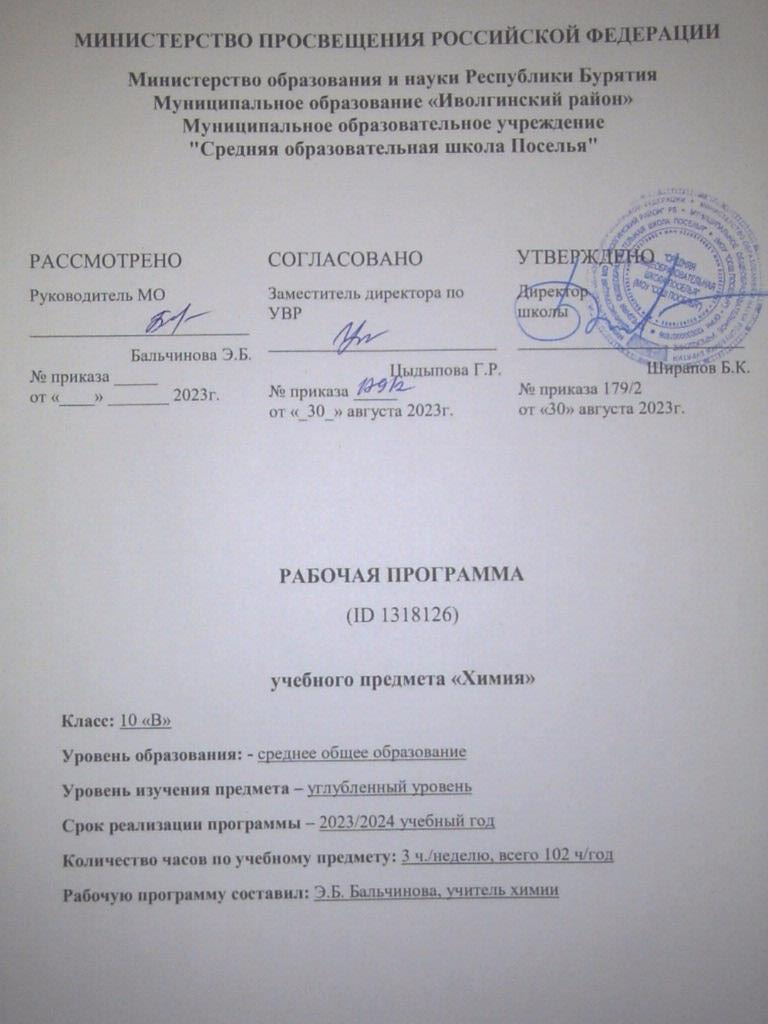 МИНИСТЕРСТВО ПРОСВЕЩЕНИЯ РОССИЙСКОЙ ФЕДЕРАЦИИ
Министерство образования и науки Республики Бурятия
Муниципальное образование «Иволгинский район»
Муниципальное образовательное учреждение
"Средняя образовательная школа Поселья"
РАССМОТРЕНО
Руководитель МО
Бальчинова Э.Б.
№ приказа _____
от «____» _______ 2023г.
СОГЛАСОВАНО
Заместитель директора по
УВР
Цыдыпова Г.Р.
№ приказа
от «_30_» августа 2023г.
УТВЕРЖДЕНО
Директор
школы
Ширапов Б.К.
№ приказа 179/2
от «30» августа 2023г.
РАБОЧАЯ ПРОГРАММА
(ID 1318126)
учебного предмета «Химия»
Класс: 10 «В»
Уровень образования: - среднее общее образование
Уровень изучения предмета – углубленный уровень
Срок реализации программы – 2023/2024 учебный год
Количество часов по учебному предмету: 3 ч./неделю, всего 102 ч/год
Рабочую программу составил: Э.Б. Бальчинова, учитель химии